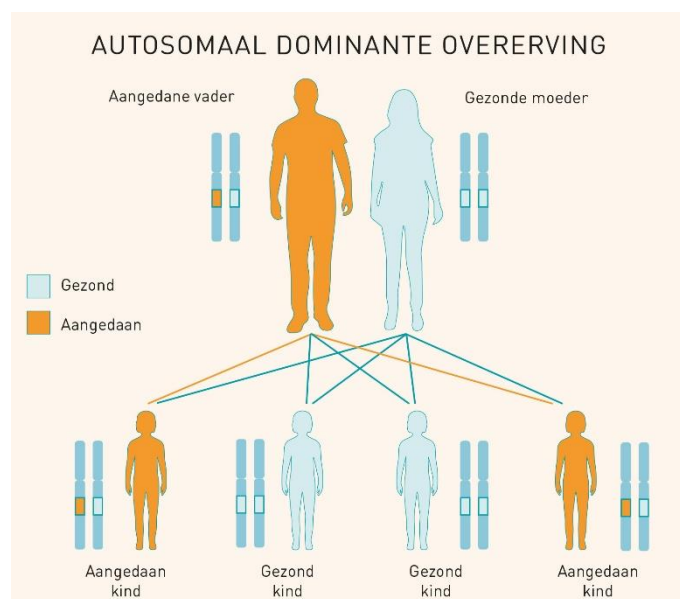 AUTOSOMAAL DOMINANTE OVERERVING
Aangedane vader
Gezonde moeder
Gezond
Aangedaan
Aangedaan
kind
Gezond
kind
Gezond
kind
Aangedaan
kind